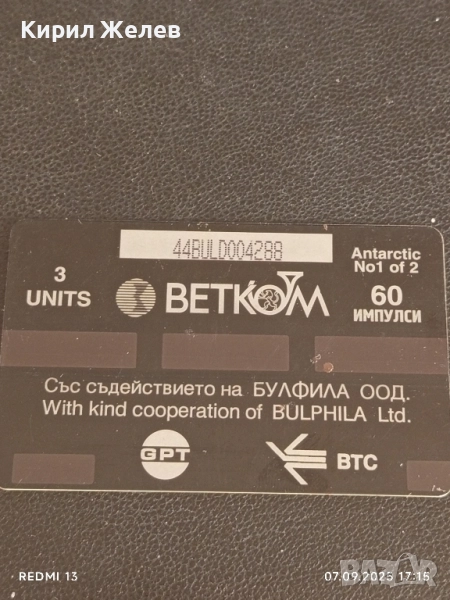 Кирил Желев
44BULD004288
Antarctic
No1 of 2
3
UNITS
BETKOM
60
ИМПУЛСИ
Със съдействието на БУЛФИЛА ООД.
With kind cooperation of BULPHILA Ltd.
GPT
BTC
REDMI 13
07.09.2025 17:15
BAZAR